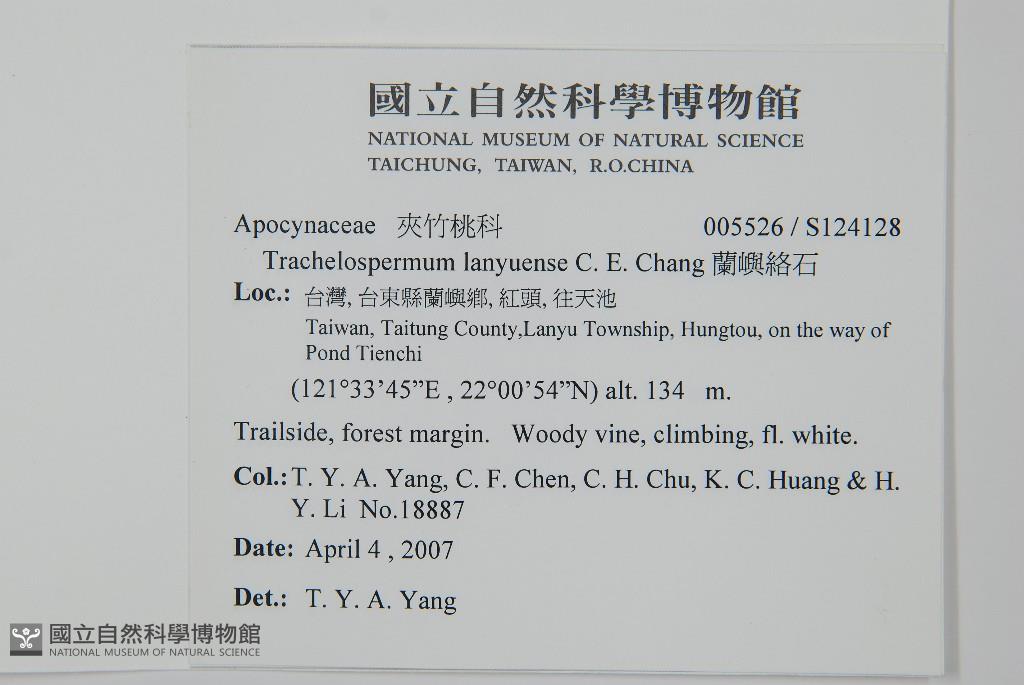 國立自然科學博物館
NATIONAL MUSEUM OF NATURAL SCIENCE
TAICHUNG, TAIWAN, R.O.CHINA
Apocynaceae 夾竹桃科 005526 / S124128
Trachelospermum lanyuense C. E. Chang 蘭嶼絡石
Loc.: 台灣, 台東縣蘭嶼鄉, 紅頭, 往天池
Taiwan, Taitung County,Lanyu Township, Hungtou, on the way of
Pond Tienchi
(121°33’45”E , 22°00’54”N) alt. 134 m.
Trailside, forest margin. Woody vine, climbing, fl. white.
Col.: T. Y. A. Yang, C. F. Chen, C. H. Chu, K. C. Huang & H.
Y. Li No.18887
Date: April 4 , 2007
Det.: T. Y. A. Yang
國立自然科學博物館
NATIONAL MUSEUM OF NATURAL SCIENCE